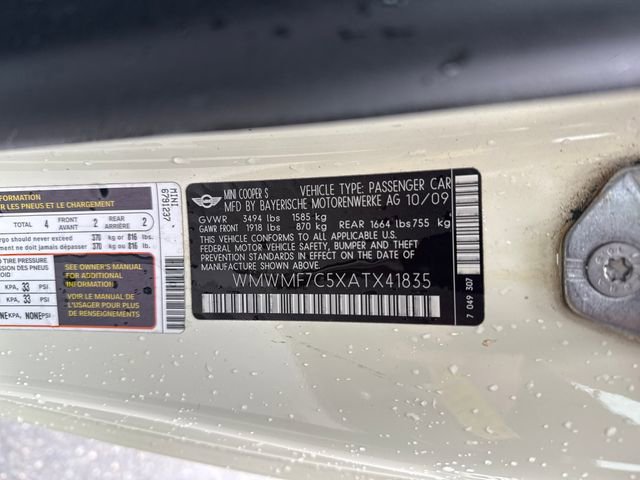 INFORMATION
R LES PNEUS ET LE CHARGEMENT
TOTAL 4 FRONT AVANT 2 REAR ARRIÈRE 2
rgo should never exceed 370 kg or 816 lbs.
ement ne doit jamais dépasser 370 kg ou 816 lb.
D TIRE PRESSURE
ION DES PNEUS
KPA, 33 PSI
KPA, 33 PSI
NE KPA, NONE PSI
SEE OWNER'S MANUAL
FOR ADDITIONAL
INFORMATION
VOIR LE MANUEL DE
L'USAGER POUR PLUS
DE RENSEIGNEMENTS
MINI
6791237
MINI
MINI COOPER S VEHICLE TYPE: PASSENGER CAR
MFD BY BAYERISCHE MOTORENWERKE AG 10/09
GVWR 3494 lbs 1585 kg
GAWR FRONT 1918 lbs 870 kg REAR 1664 lbs 755 kg
THIS VEHICLE CONFORMS TO ALL APPLICABLE
FEDERAL MOTOR VEHICLE SAFETY, BUMPER AND THEFT
PREVENTION STANDARDS IN EFFECT ON THE DATE OF
MANUFACTURE SHOWN ABOVE.
WMWMF7C5XATX41835
7 049 307